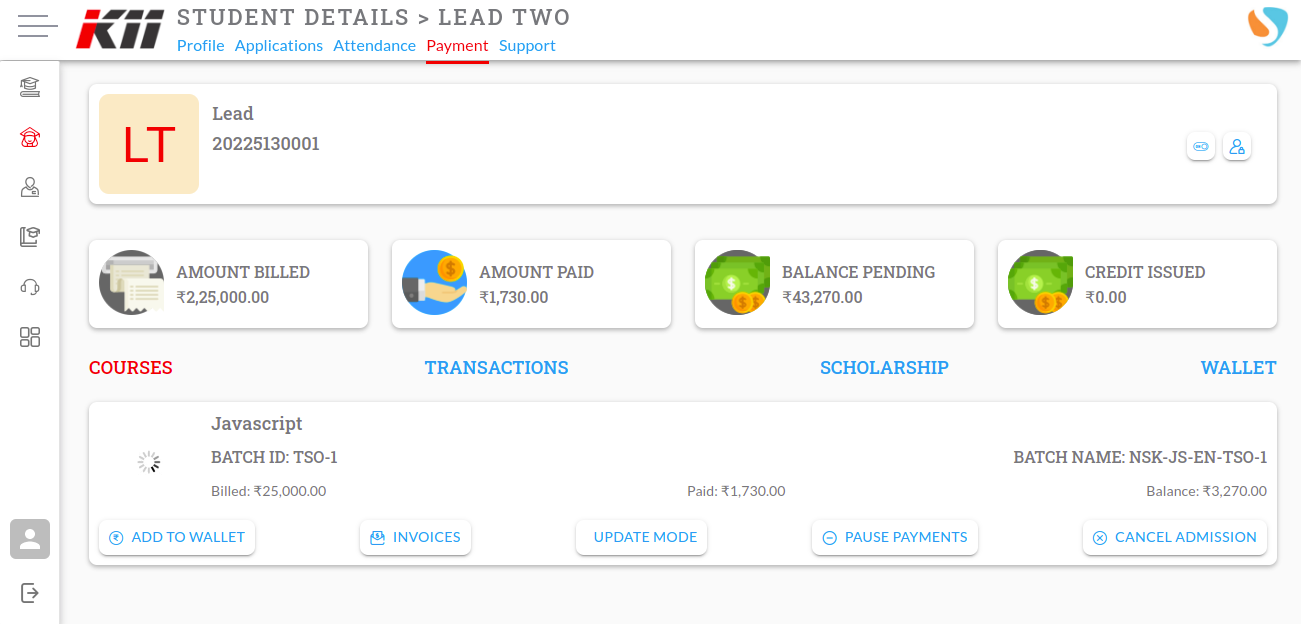 KII
STUDENT DETAILS > LEAD TWO
Profile Applications Attendance Payment Support
LT
Lead
20225130001
AMOUNT BILLED
₹2,25,000.00
AMOUNT PAID
₹1,730.00
BALANCE PENDING
₹43,270.00
CREDIT ISSUED
₹0.00
COURSES TRANSACTIONS SCHOLARSHIP WALLET
Javascript
BATCH ID: TSO-1 BATCH NAME: NSK-JS-EN-TSO-1
Billed: ₹25,000.00 Paid: ₹1,730.00 Balance: ₹3,270.00
ADD TO WALLET INVOICES UPDATE MODE PAUSE PAYMENTS CANCEL ADMISSION